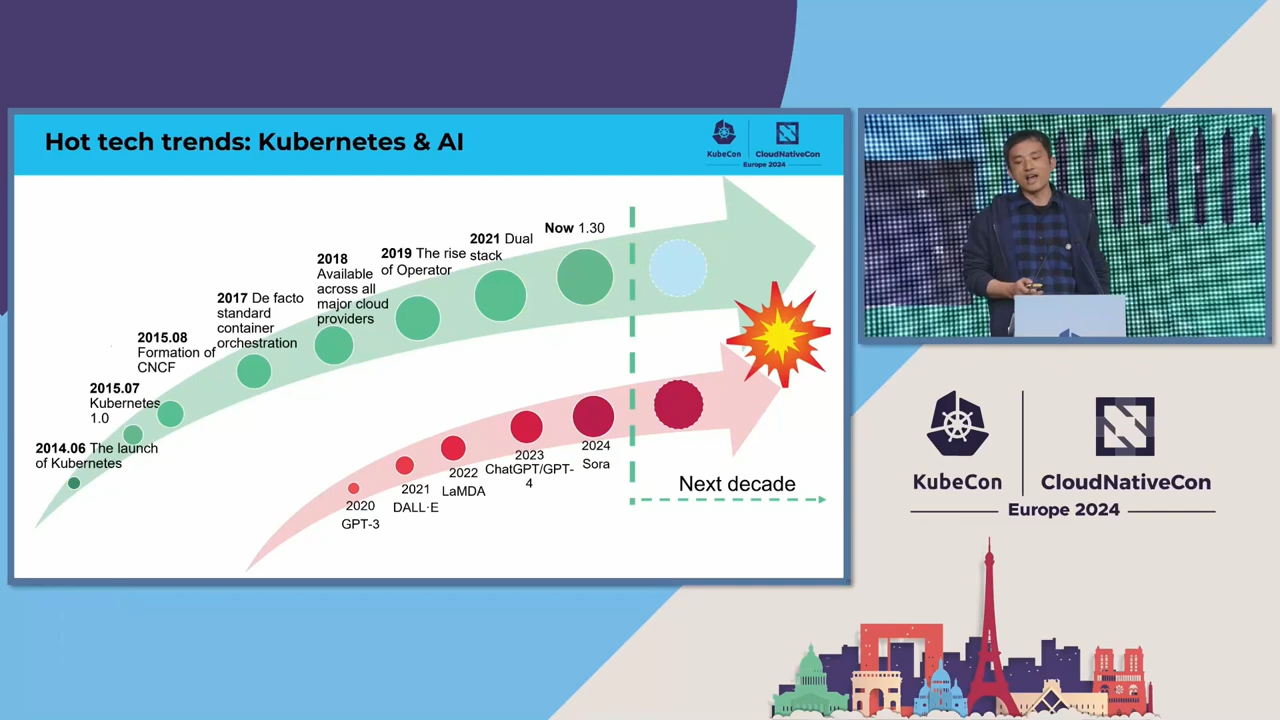 Hot tech trends: Kubernetes & AI
KubeCon
CloudNativeCon
Europe 2024
Now 1.30
2021 Dual
stack
2019 The rise
of Operator
2018
Available
across all
major cloud
providers
2017 De facto
standard
container
orchestration
2015.08
Formation of
CNCF
2015.07
Kubernetes
1.0
2014.06 The launch
of Kubernetes
2020
GPT-3
2021
DALL·E
2022
LaMDA
2023
ChatGPT/GPT-
4
2024
Sora
Next decade
KubeCon
CloudNativeCon
Europe 2024